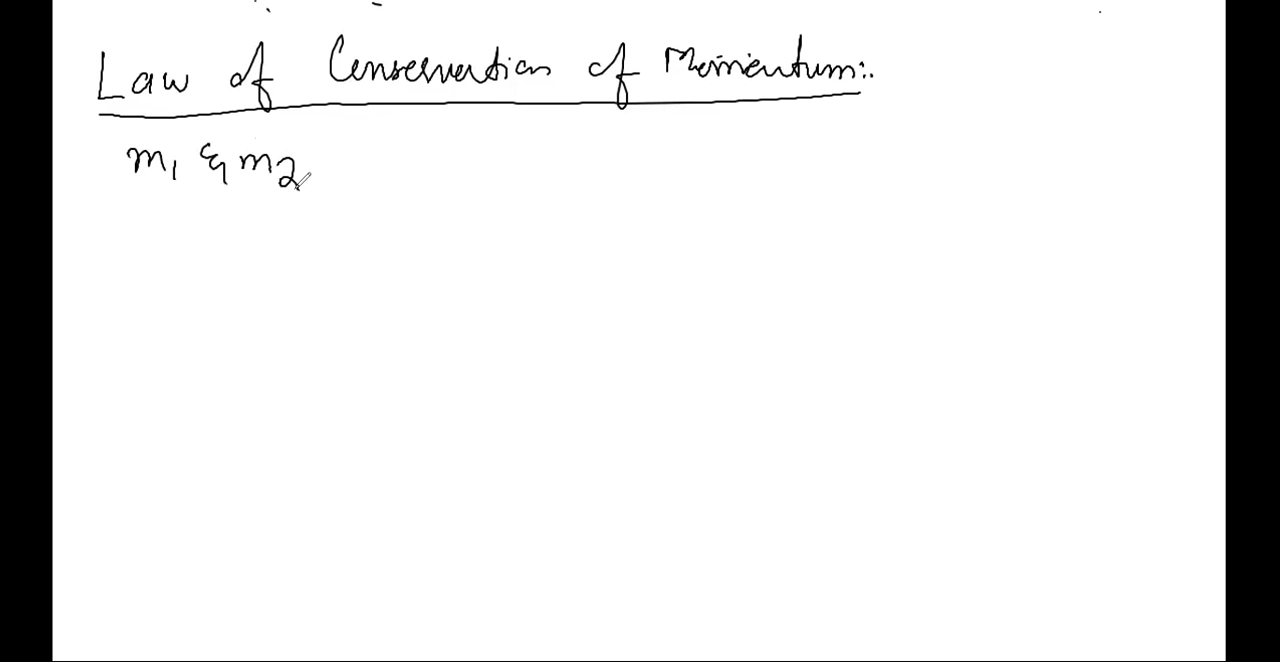 Law of Conservation of Momentum:.
m₁ & m₂